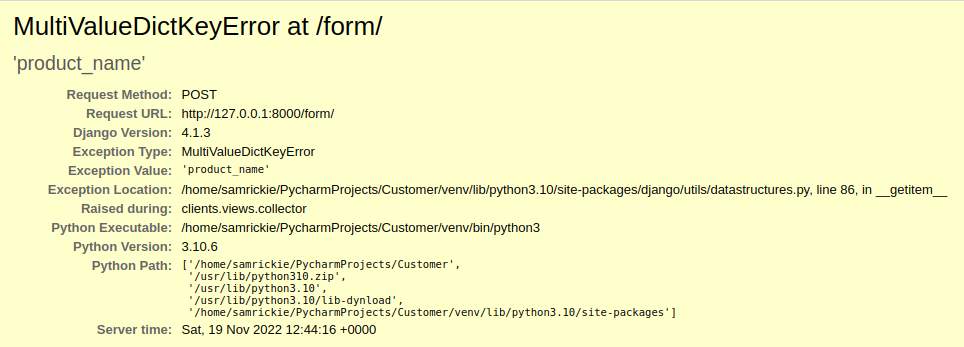 MultiValueDictKeyError at /form/
'product_name'
Request Method: POST
Request URL: http://127.0.0.1:8000/form/
Django Version: 4.1.3
Exception Type: MultiValueDictKeyError
Exception Value: 'product_name'
Exception Location: /home/samrickie/PycharmProjects/Customer/venv/lib/python3.10/site-packages/django/utils/datastructures.py, line 86, in __getitem__
Raised during: clients.views.collector
Python Executable: /home/samrickie/PycharmProjects/Customer/venv/bin/python3
Python Version: 3.10.6
Python Path: ['/home/samrickie/PycharmProjects/Customer',
'/usr/lib/python310.zip',
'/usr/lib/python3.10',
'/usr/lib/python3.10/lib-dynload',
'/home/samrickie/PycharmProjects/Customer/venv/lib/python3.10/site-packages']
Server time: Sat, 19 Nov 2022 12:44:16 +0000